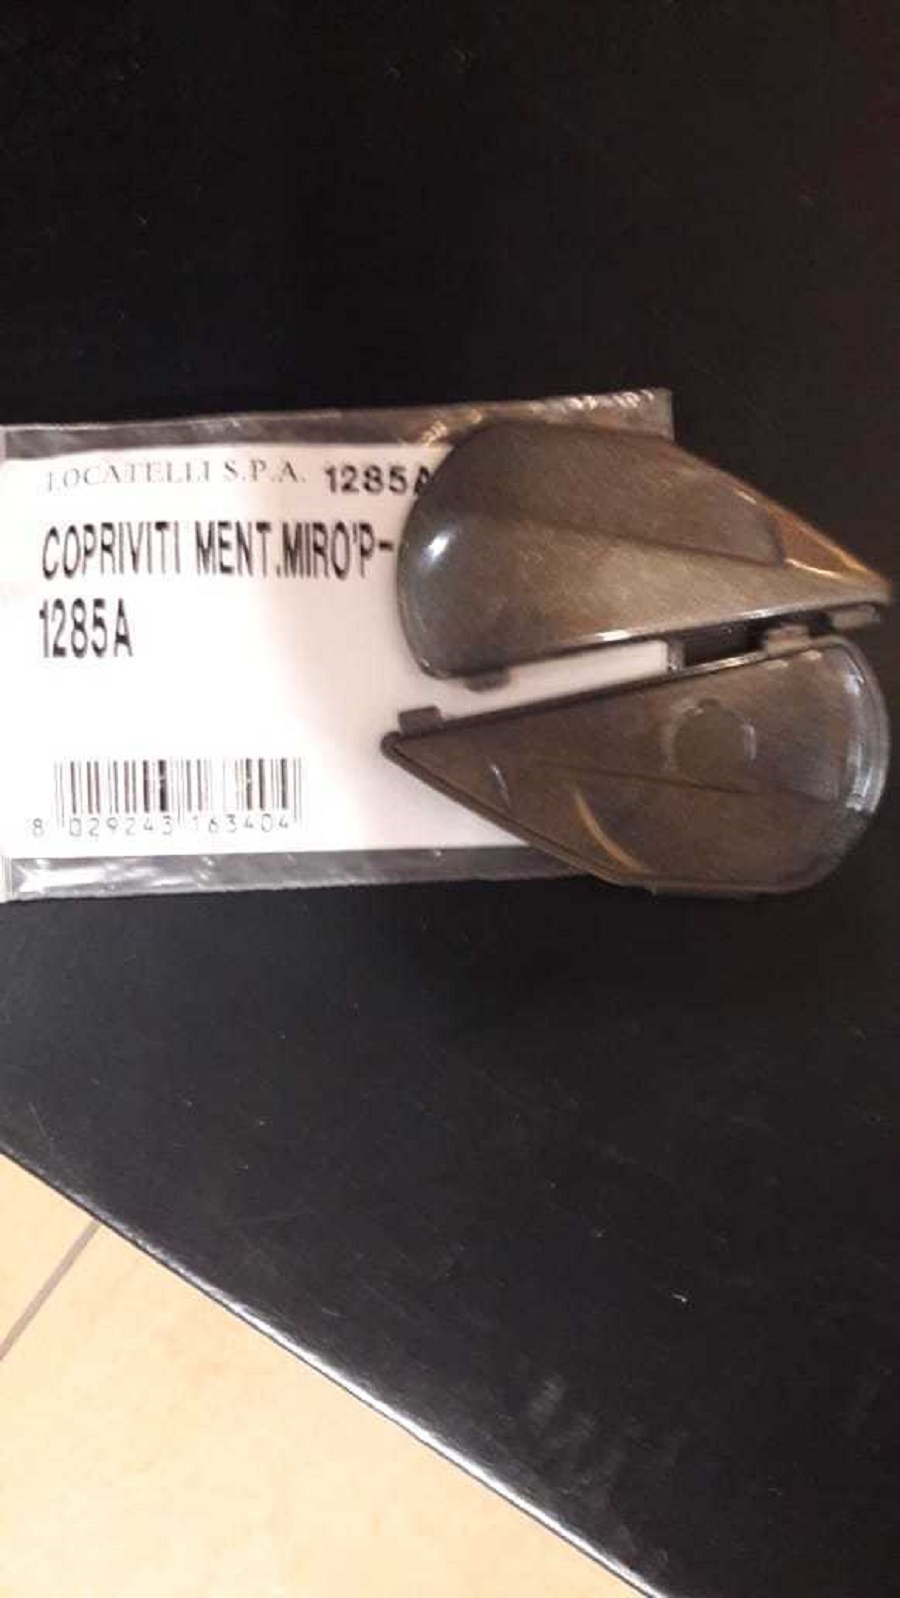 LOCATELLI S.P.A. 1285A
COPRIVITI MENT.MIRO'P-
1285A
8 029243 163404